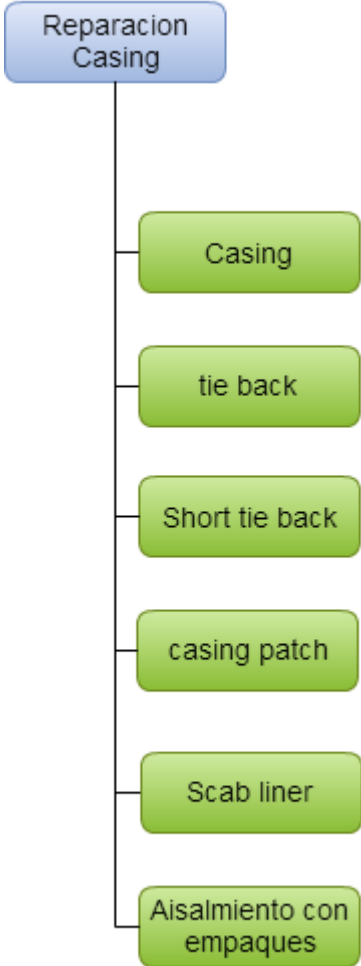 Reparacion
Casing
Casing
tie back
Short tie back
casing patch
Scab liner
Aisalmiento con
empaques